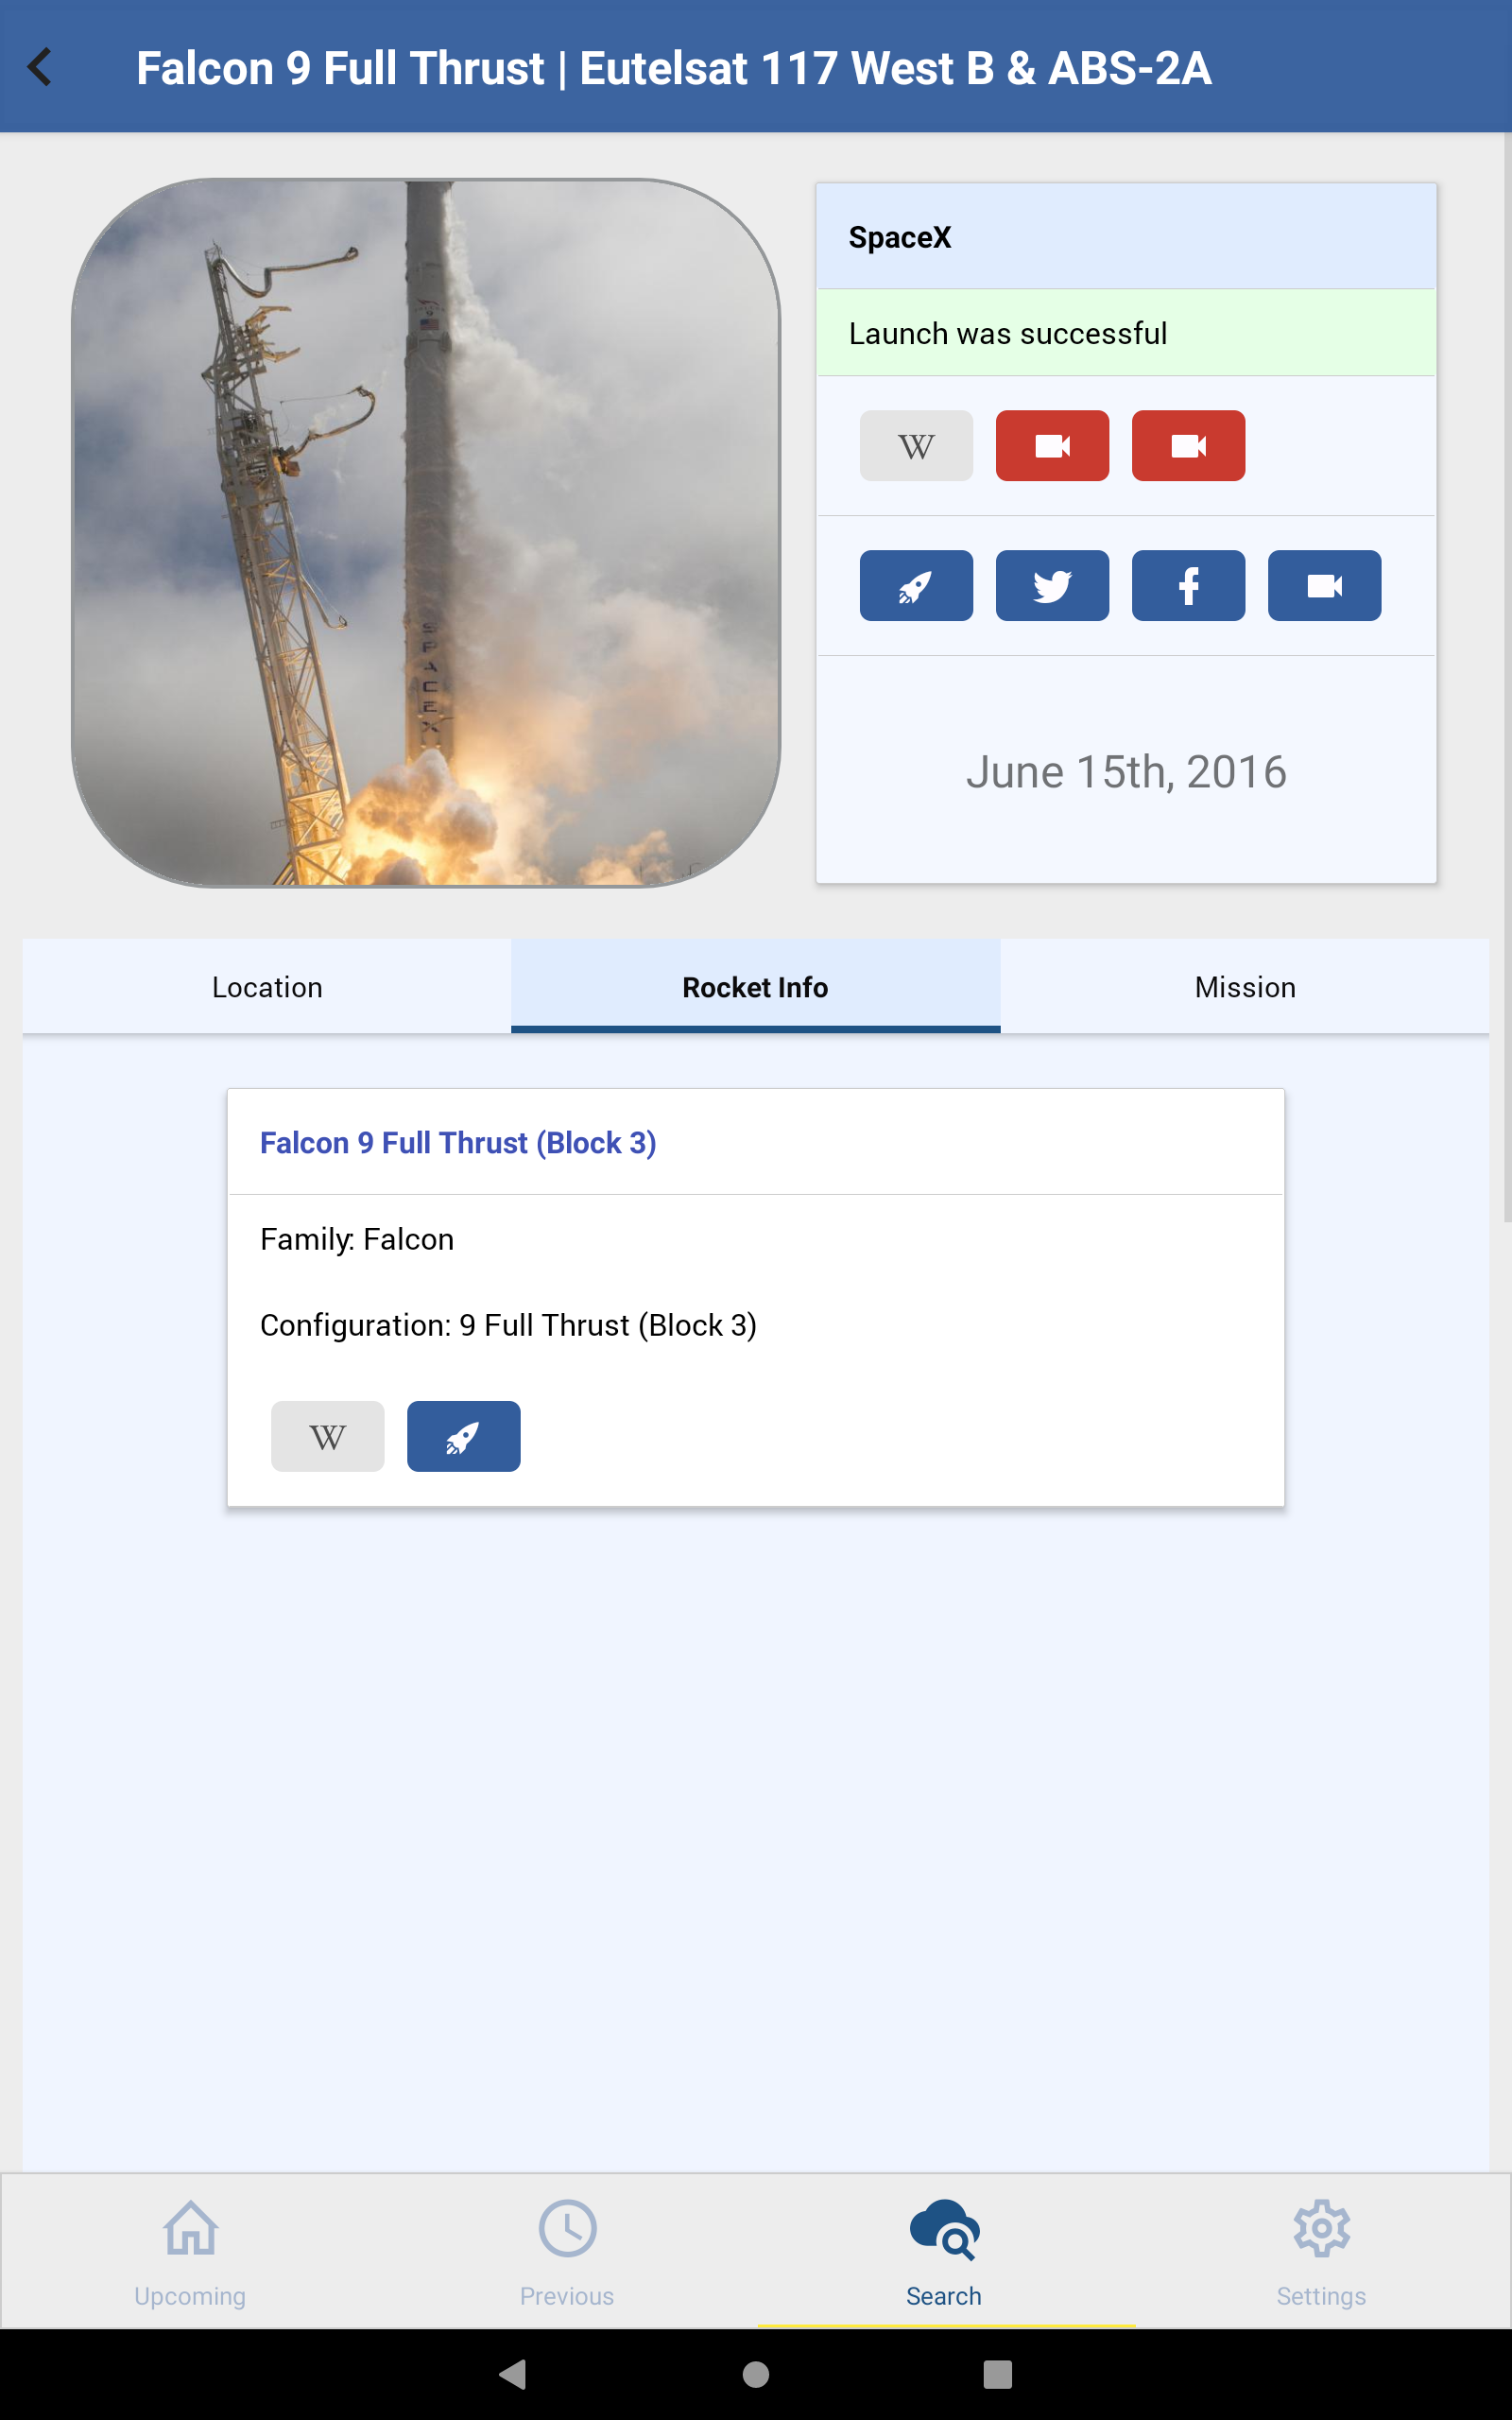 Falcon 9 Full Thrust | Eutelsat 117 West B & ABS-2A
SPACEX
SpaceX
Launch was successful
W
f
June 15th, 2016
Location
Rocket Info
Mission
Falcon 9 Full Thrust (Block 3)
Family: Falcon
Configuration: 9 Full Thrust (Block 3)
W
Upcoming
Previous
Search
Settings